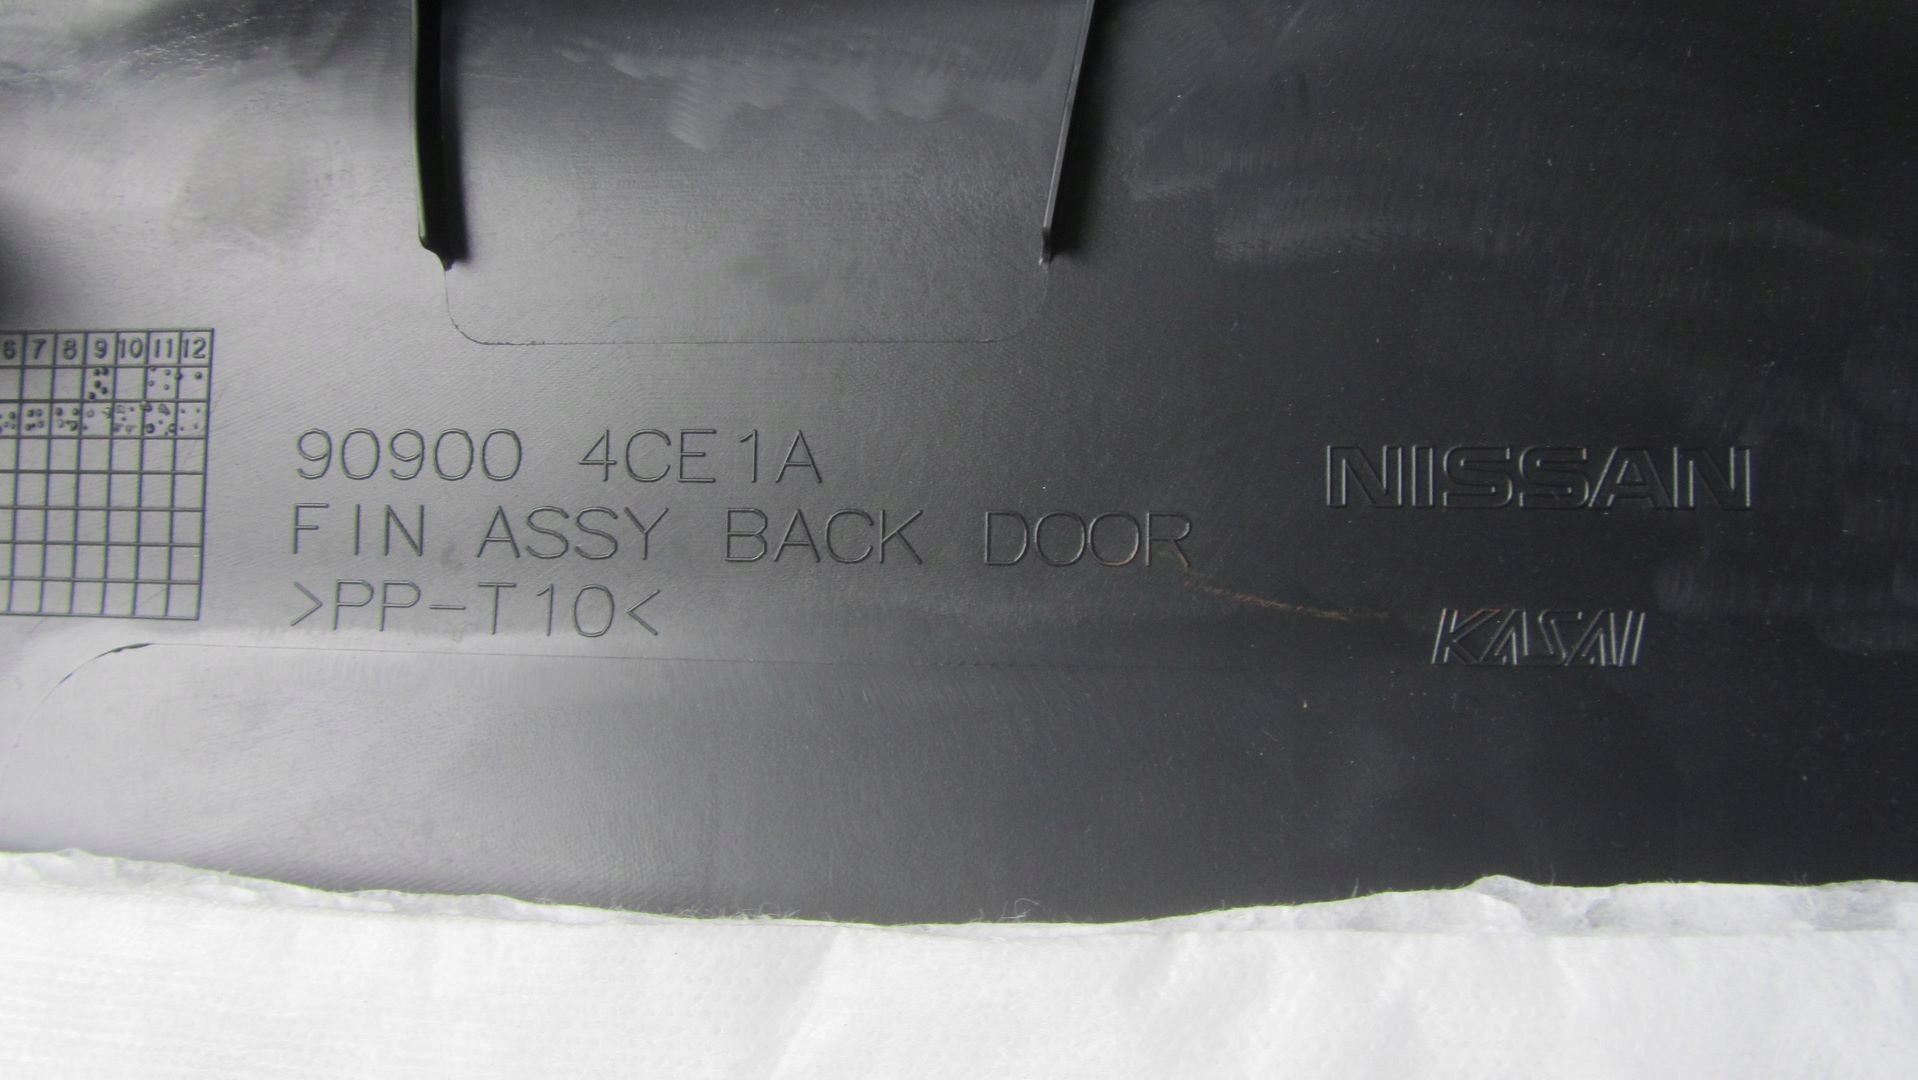 6 7 8 9 10 11 12
90900 4CE1A
FIN ASSY BACK DOOR
>PP-T10<
NISSAN
KASAI